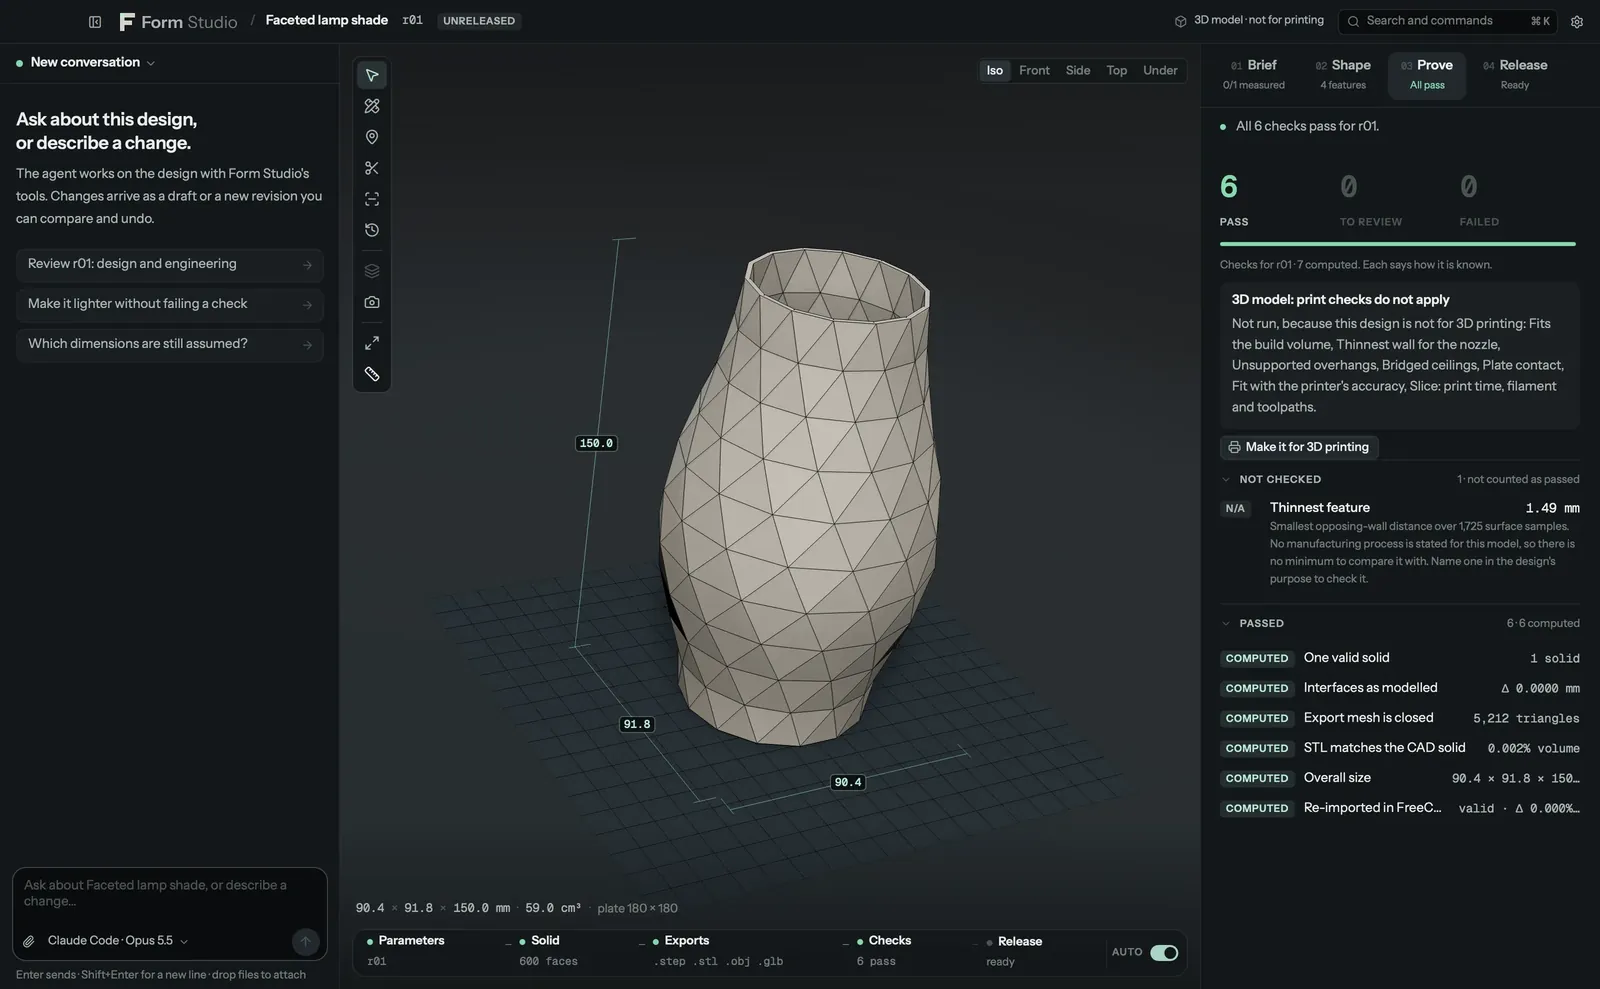 Form Studio / Faceted lamp shade r01 UNRELEASED
3D model · not for printing
Search and commands ⌘ K
New conversation
Ask about this design,
or describe a change.
The agent works on the design with Form Studio's
tools. Changes arrive as a draft or a new revision you
can compare and undo.
Review r01: design and engineering
Make it lighter without failing a check
Which dimensions are still assumed?
Ask about Faceted lamp shade, or describe a
change...
Claude Code · Opus 5.5
Enter sends · Shift+Enter for a new line · drop files to attach
Iso Front Side Top Under
150.0
91.8
90.4
90.4 × 91.8 × 150.0 mm · 59.0 cm³ · plate 180 × 180
Parameters
r01
Solid
600 faces
Exports
.step .stl .obj .glb
Checks
6 pass
Release
ready
AUTO
01 Brief
0/1 measured
02 Shape
4 features
03 Prove
All pass
04 Release
Ready
All 6 checks pass for r01.
6 0 0
PASS TO REVIEW FAILED
Checks for r01 · 7 computed. Each says how it is known.
3D model: print checks do not apply
Not run, because this design is not for 3D printing: Fits
the build volume, Thinnest wall for the nozzle,
Unsupported overhangs, Bridged ceilings, Plate contact,
Fit with the printer's accuracy, Slice: print time, filament
and toolpaths.
Make it for 3D printing
NOT CHECKED 1 · not counted as passed
N/A Thinnest feature 1.49 mm
Smallest opposing-wall distance over 1,725 surface samples.
No manufacturing process is stated for this model, so there is
no minimum to compare it with. Name one in the design's
purpose to check it.
PASSED 6 · 6 computed
COMPUTED One valid solid 1 solid
COMPUTED Interfaces as modelled Δ 0.0000 mm
COMPUTED Export mesh is closed 5,212 triangles
COMPUTED STL matches the CAD solid 0.002% volume
COMPUTED Overall size 90.4 × 91.8 × 150…
COMPUTED Re-imported in FreeC… valid · Δ 0.000%…